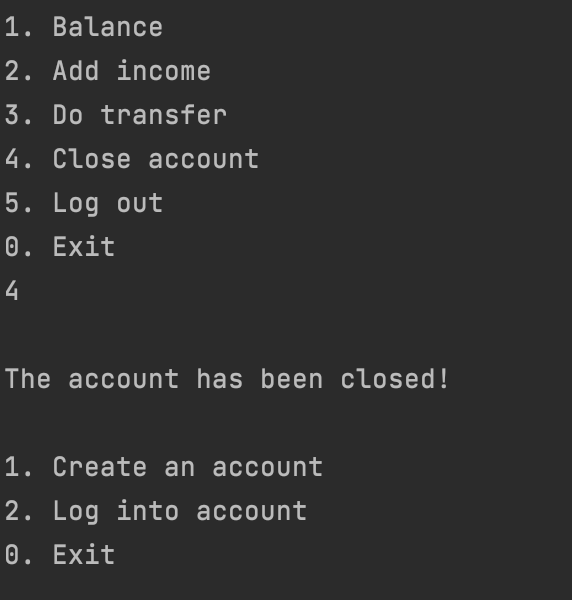 1. Balance
2. Add income
3. Do transfer
4. Close account
5. Log out
0. Exit
4
The account has been closed!
1. Create an account
2. Log into account
0. Exit